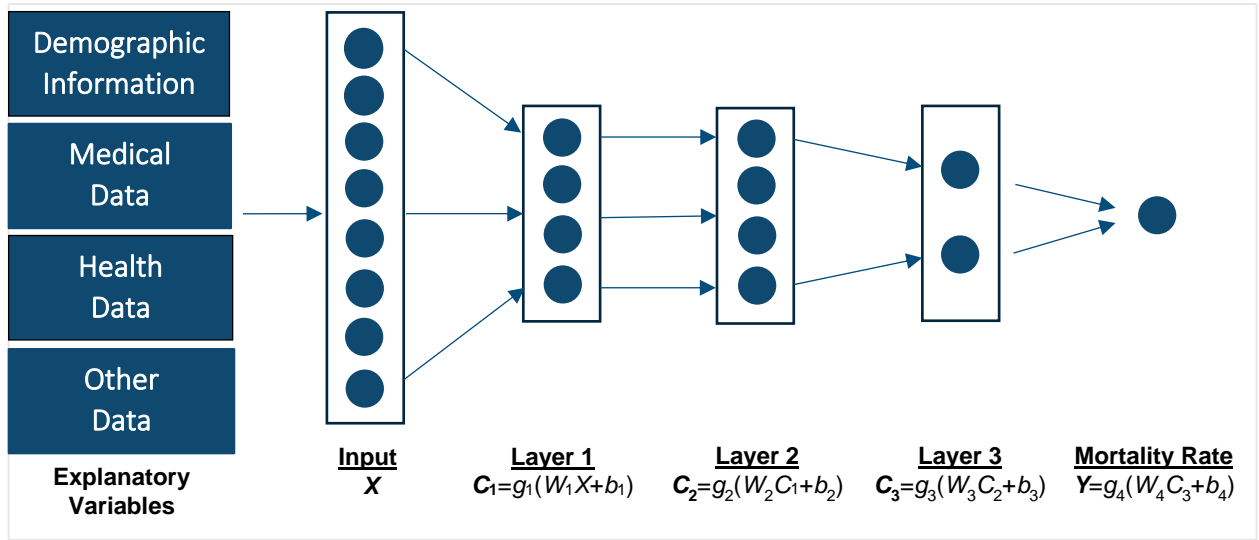 Demographic
Information
Medical
Data
Health
Data
Other
Data
Explanatory
Variables
Input
X
Layer 1
C₁=g₁(W₁X+b₁)
Layer 2
C₂=g₂(W₂C₁+b₂)
Layer 3
C₃=g₃(W₃C₂+b₃)
Mortality Rate
Y=g₄(W₄C₃+b₄)